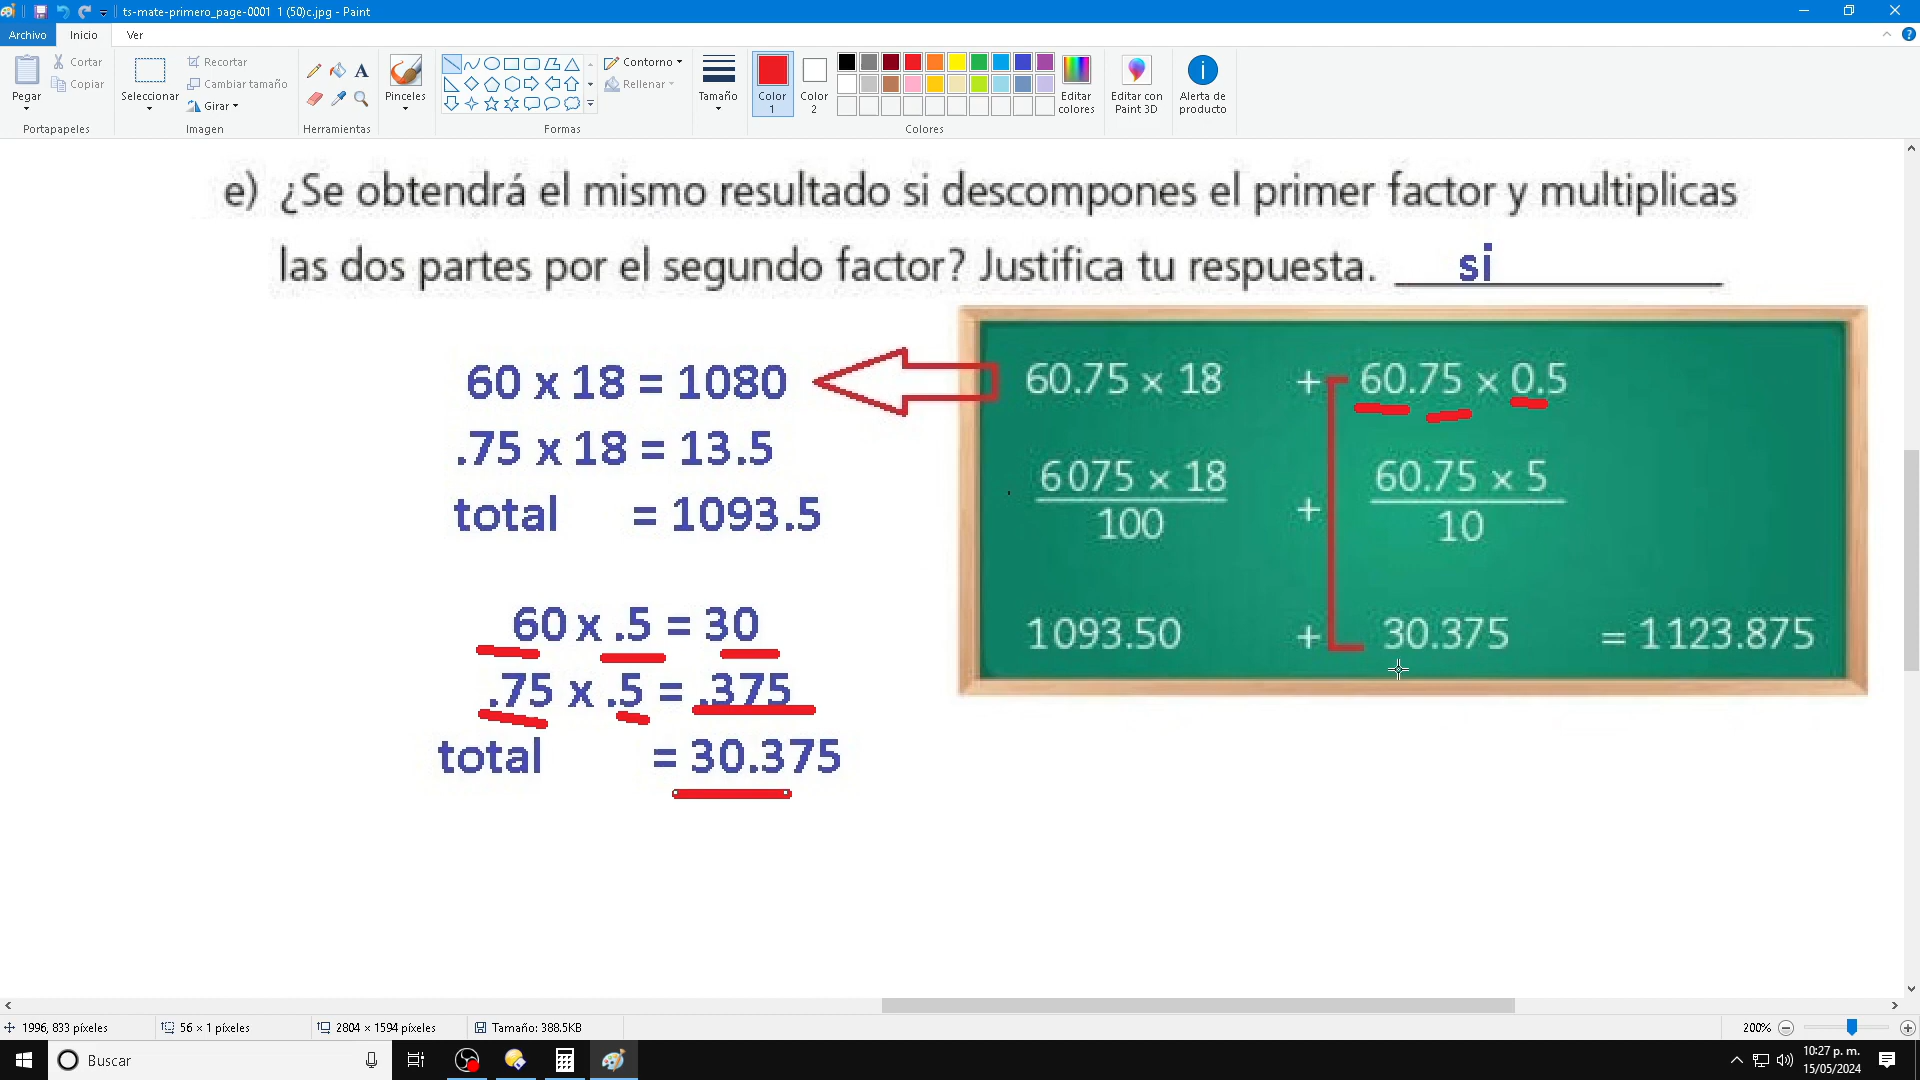 ts-mate-primero_page-0001 1 (50)c.jpg - Paint
Archivo Inicio Ver
Pegar
Cortar
Copiar
Portapapeles
Seleccionar
Recortar
Cambiar tamaño
Girar
Imagen
A
Herramientas
Pinceles
Contorno
Rellenar
Formas
Tamaño
Color 1
Color 2
Editar colores
Colores
Editar con Paint 3D
Alerta de producto
e) ¿Se obtendrá el mismo resultado si descompones el primer factor y multiplicas
las dos partes por el segundo factor? Justifica tu respuesta. si
60 x 18 = 1080
.75 x 18 = 13.5
total = 1093.5
60 x .5 = 30
.75 x .5 = .375
total = 30.375
60.75 × 18 + 60.75 × 0.5
6 075 × 18 + 60.75 × 5
100 10
1 093.50 + 30.375 = 1 123.875
1996, 833 píxeles 56 × 1 píxeles 2804 × 1594 píxeles Tamaño: 388.5KB 200%
Buscar
10:27 p. m.
15/05/2024